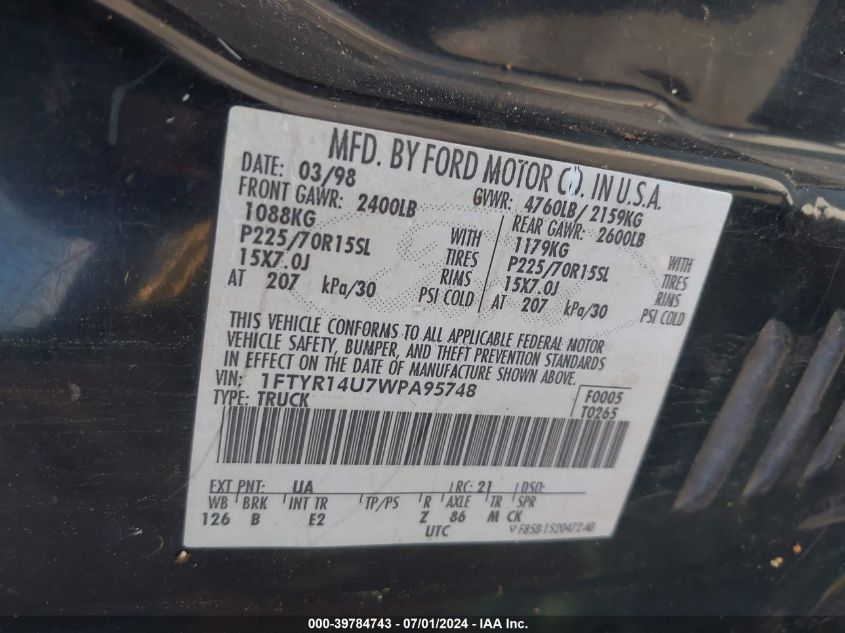 MFD. BY FORD MOTOR CO. IN U.S.A.
DATE: 03/98 GVWR: 4760LB/ 2159KG
FRONT GAWR: 2400LB REAR GAWR: 2600LB
1088KG WITH 1179KG WITH
P225/70R15SL TIRES P225/70R15SL TIRES
15X7.0J RIMS 15X7.0J RIMS
AT 207 kPa/30 PSI COLD AT 207 kPa/30 PSI COLD
THIS VEHICLE CONFORMS TO ALL APPLICABLE FEDERAL MOTOR
VEHICLE SAFETY, BUMPER, AND THEFT PREVENTION STANDARDS
IN EFFECT ON THE DATE OF MANUFACTURE SHOWN ABOVE.
VIN: 1FTYR14U7WPA95748 F0005
TYPE: TRUCK T0265
EXT PNT: UA RC: 21 DSO:
WB BRK INT TR TP/PS R AXLE TR SPR
126 B E2 Z 86 M CK
UTC F85B-1520472-AB
000-39784743 / 07/01/2024 - IAA Inc.